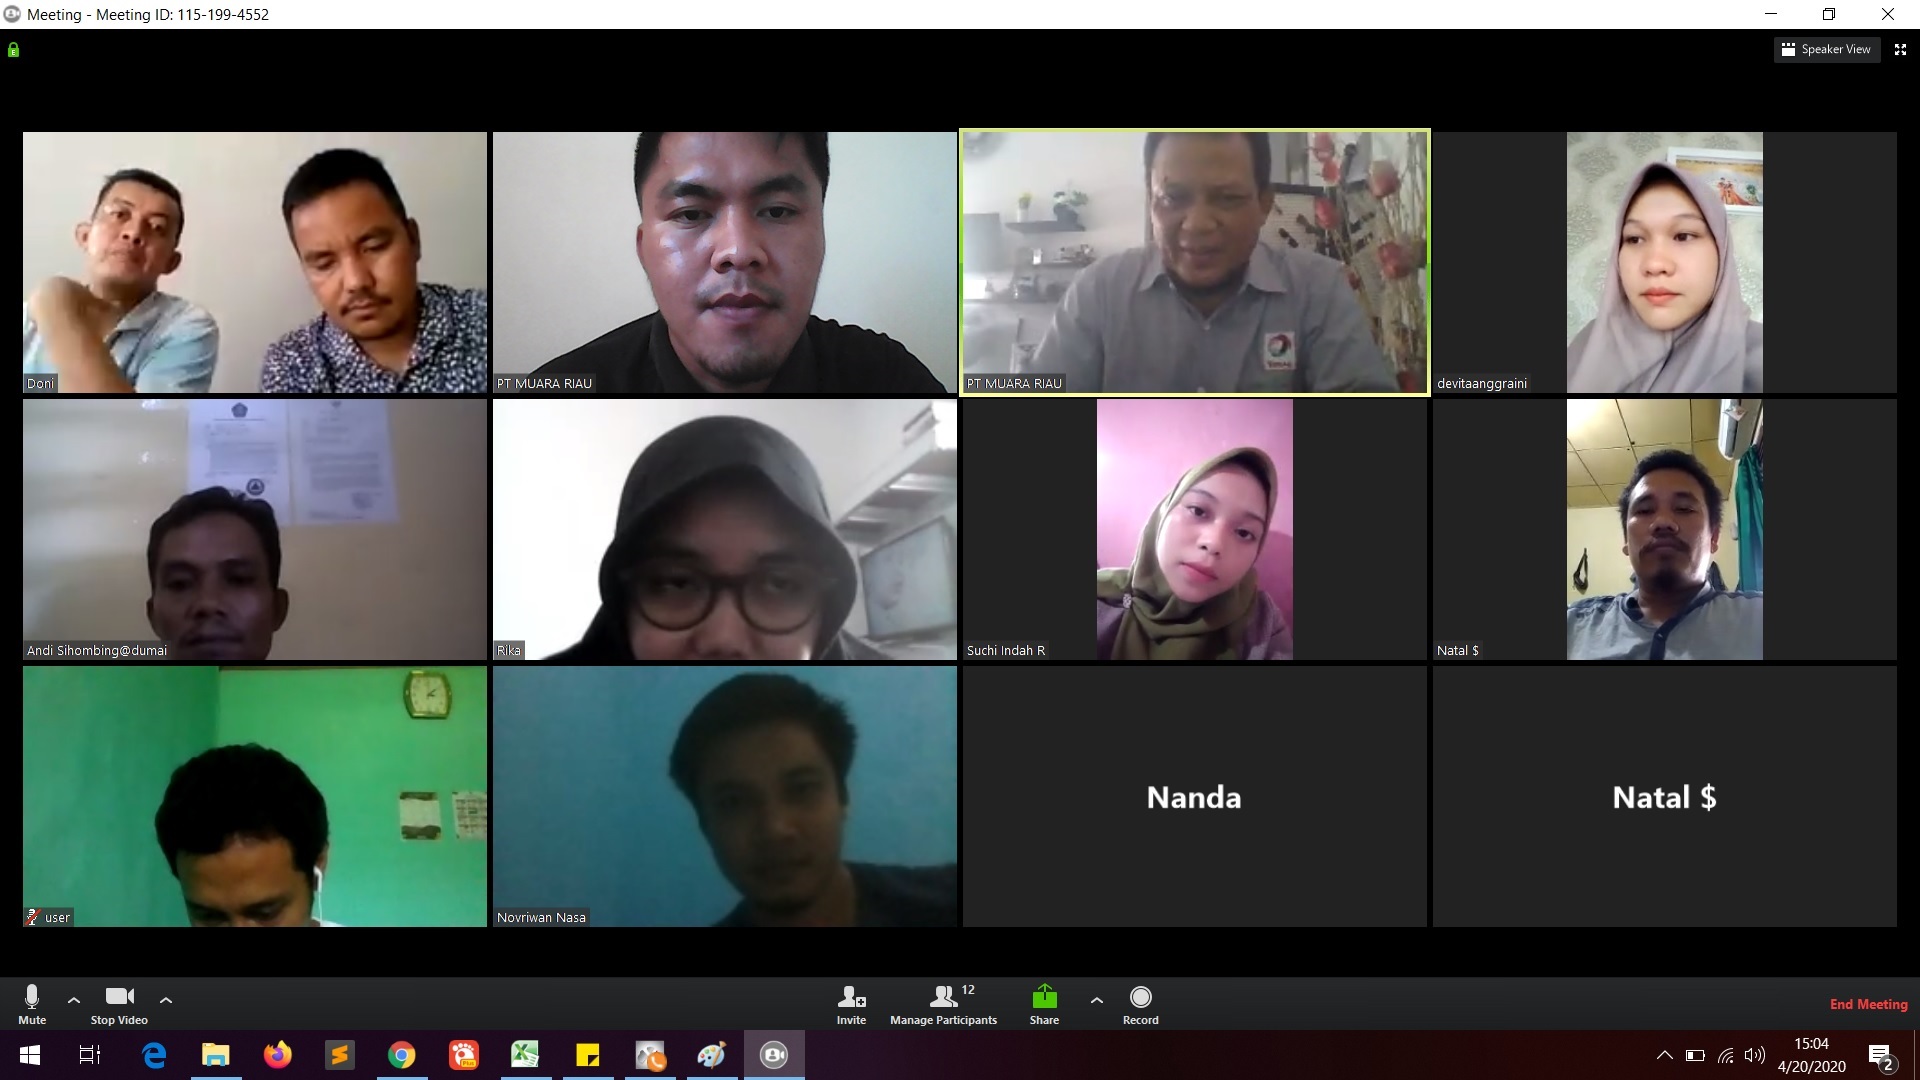 Meeting - Meeting ID: 115-199-4552
Speaker View
Doni
PT MUARA RIAU
PT MUARA RIAU
devitaanggraini
Andi Sihombing@dumai
Rika
Suchi Indah R
Natal $
user
Novriwan Nasa
Nanda
Natal $
Mute
Stop Video
Invite
Manage Participants
12
Share
Record
End Meeting
15:04
4/20/2020
2